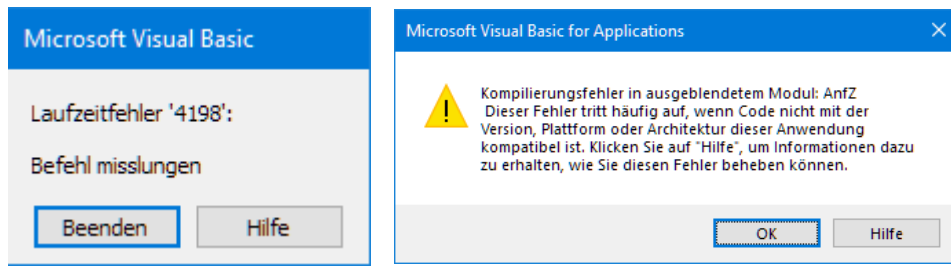 Microsoft Visual Basic
Laufzeitfehler '4198':
Befehl misslungen
Beenden
Hilfe
Microsoft Visual Basic for Applications
Kompilierungsfehler in ausgeblendetem Modul: AnfZ
Dieser Fehler tritt häufig auf, wenn Code nicht mit der
Version, Plattform oder Architektur dieser Anwendung
kompatibel ist. Klicken Sie auf "Hilfe", um Informationen dazu
zu erhalten, wie Sie diesen Fehler beheben können.
OK
Hilfe